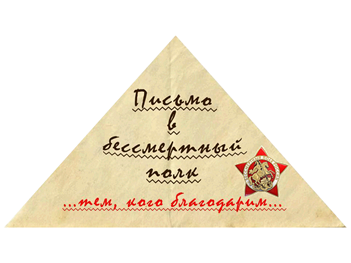 Письмо
в
бессмертный
полк
...тем, кого благодарим...